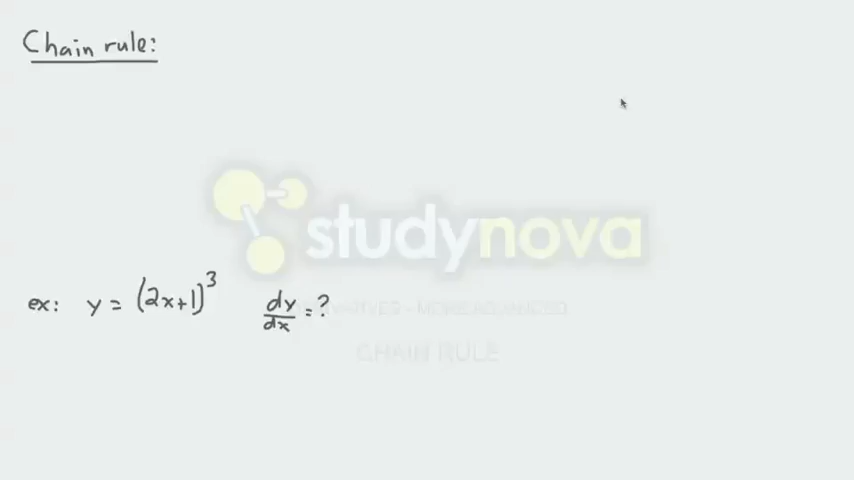 Chain rule:
studynova
ex: y = (2x+1)^3 dy/dx = ?
CHAIN RULE